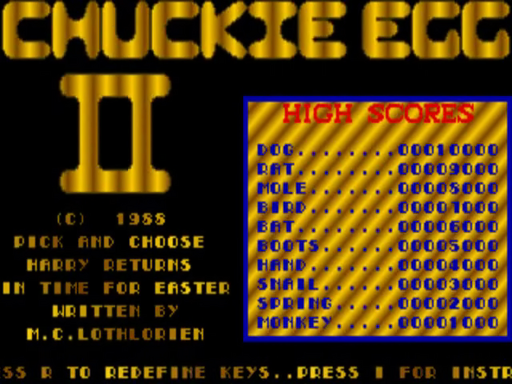 CHUCKIE EGG
II
HIGH SCORES
DOG........00010000
RAT........00009000
MOLE.......00008000
BIRD.......00007000
BAT........00006000
BOOTS......00005000
HAND.......00004000
SNAIL......00003000
SPRING.....00002000
MONKEY.....00001000
(C) 1988
PICK AND CHOOSE
HARRY RETURNS
IN TIME FOR EASTER
WRITTEN BY
M.C.LOTHLORIEN
SS R TO REDEFINE KEYS..PRESS I FOR INSTR